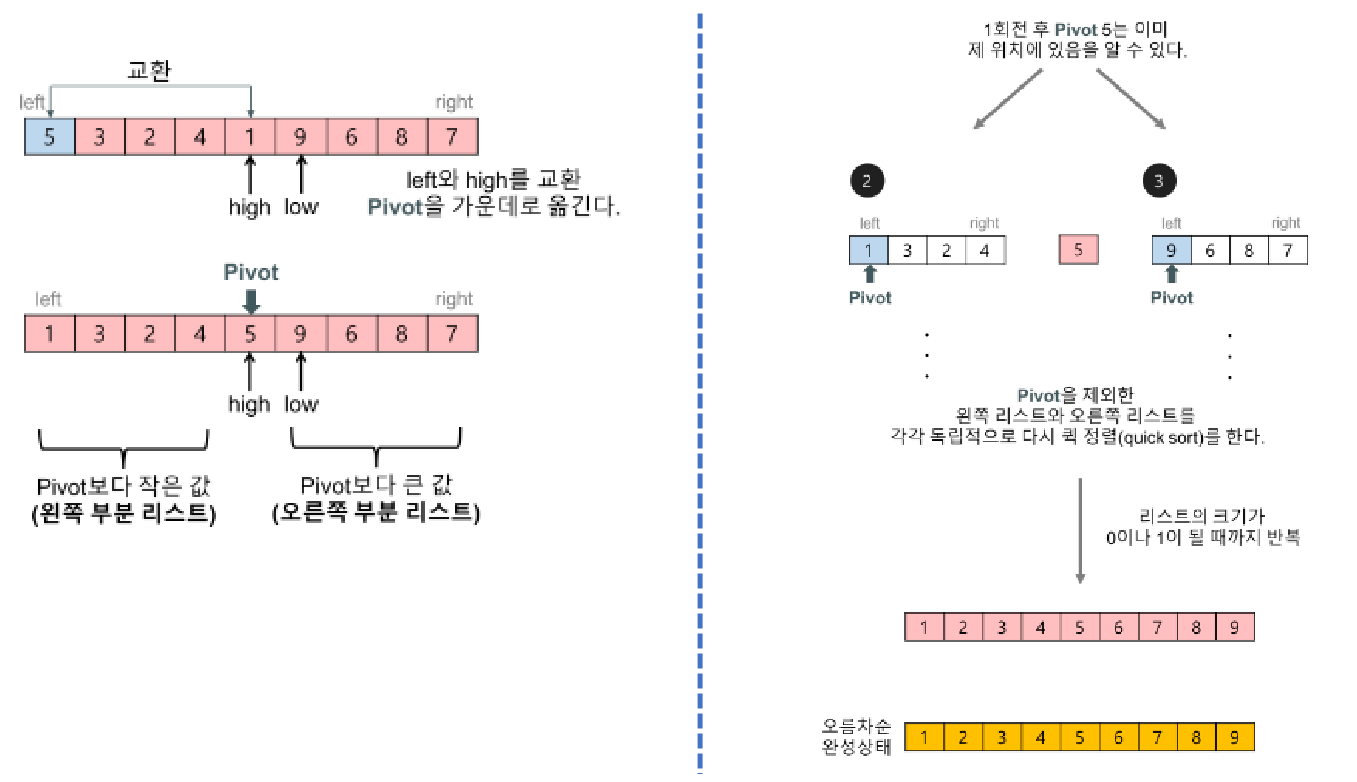 교환
left right
5 3 2 4 1 9 6 8 7
high low
left와 high를 교환
Pivot을 가운데로 옮긴다.
Pivot
left right
1 3 2 4 5 9 6 8 7
high low
Pivot보다 작은 값
(왼쪽 부분 리스트)
Pivot보다 큰 값
(오른쪽 부분 리스트)
1회전 후 Pivot 5는 이미
제 위치에 있음을 알 수 있다.
2
left right
1 3 2 4
Pivot
5
3
left right
9 6 8 7
Pivot
Pivot을 제외한
왼쪽 리스트와 오른쪽 리스트를
각각 독립적으로 다시 퀵 정렬(quick sort)를 한다.
리스트의 크기가
0이나 1이 될 때까지 반복
1 2 3 4 5 6 7 8 9
오름차순
완성상태
1 2 3 4 5 6 7 8 9